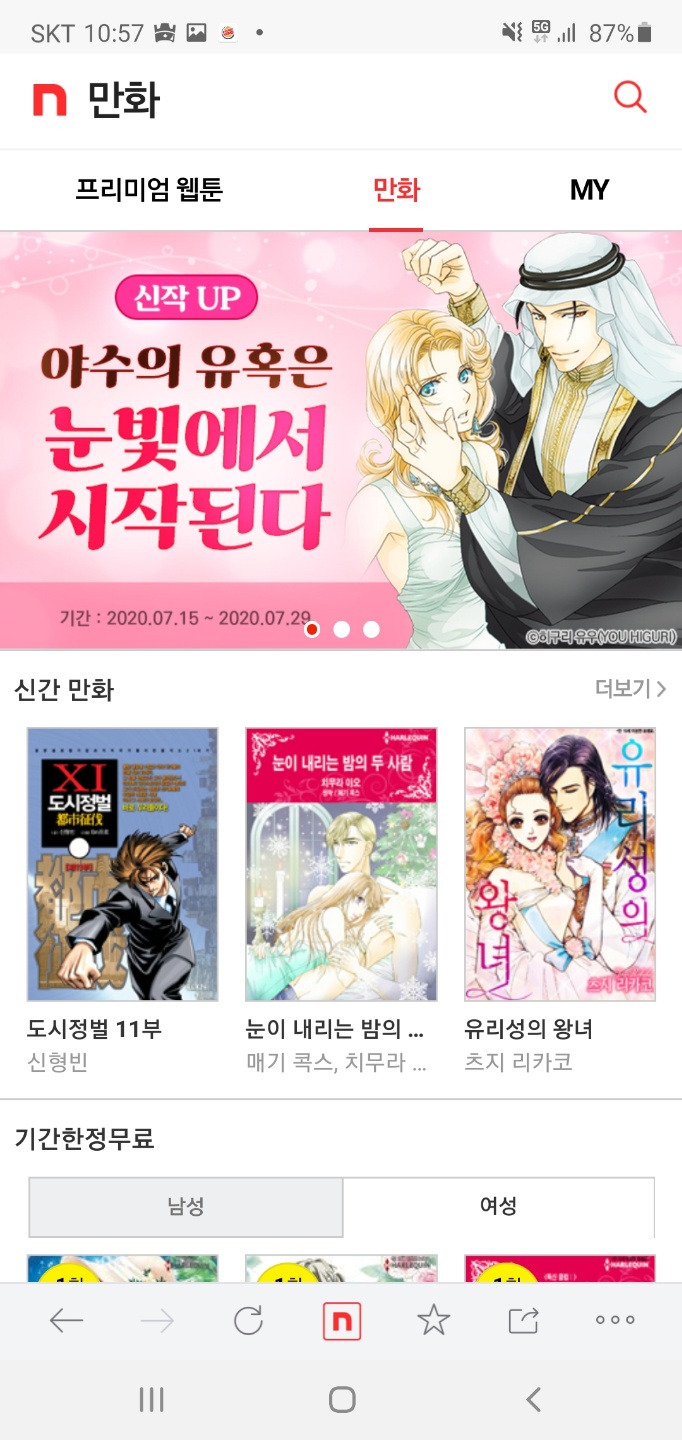 SKT 10:57
5G
87%
n 만화
프리미엄 웹툰
만화
MY
신작 UP
야수의 유혹은
눈빛에서
시작된다
기간 : 2020.07.15 ~ 2020.07.29
©히구리 유우(YOU HIGURI)
신간 만화
더보기
XI
도시정벌
都市征伐
HARLEQUIN
눈이 내리는 밤의 두 사람
치무라 아오
원작 / 매기 콕스
유리성의
왕녀
츠지 리카코
도시정벌 11부
눈이 내리는 밤의 ...
유리성의 왕녀
신형빈
매기 콕스, 치무라 ...
츠지 리카코
기간한정무료
남성
여성
HARLEQUIN
HARLEQUIN
n